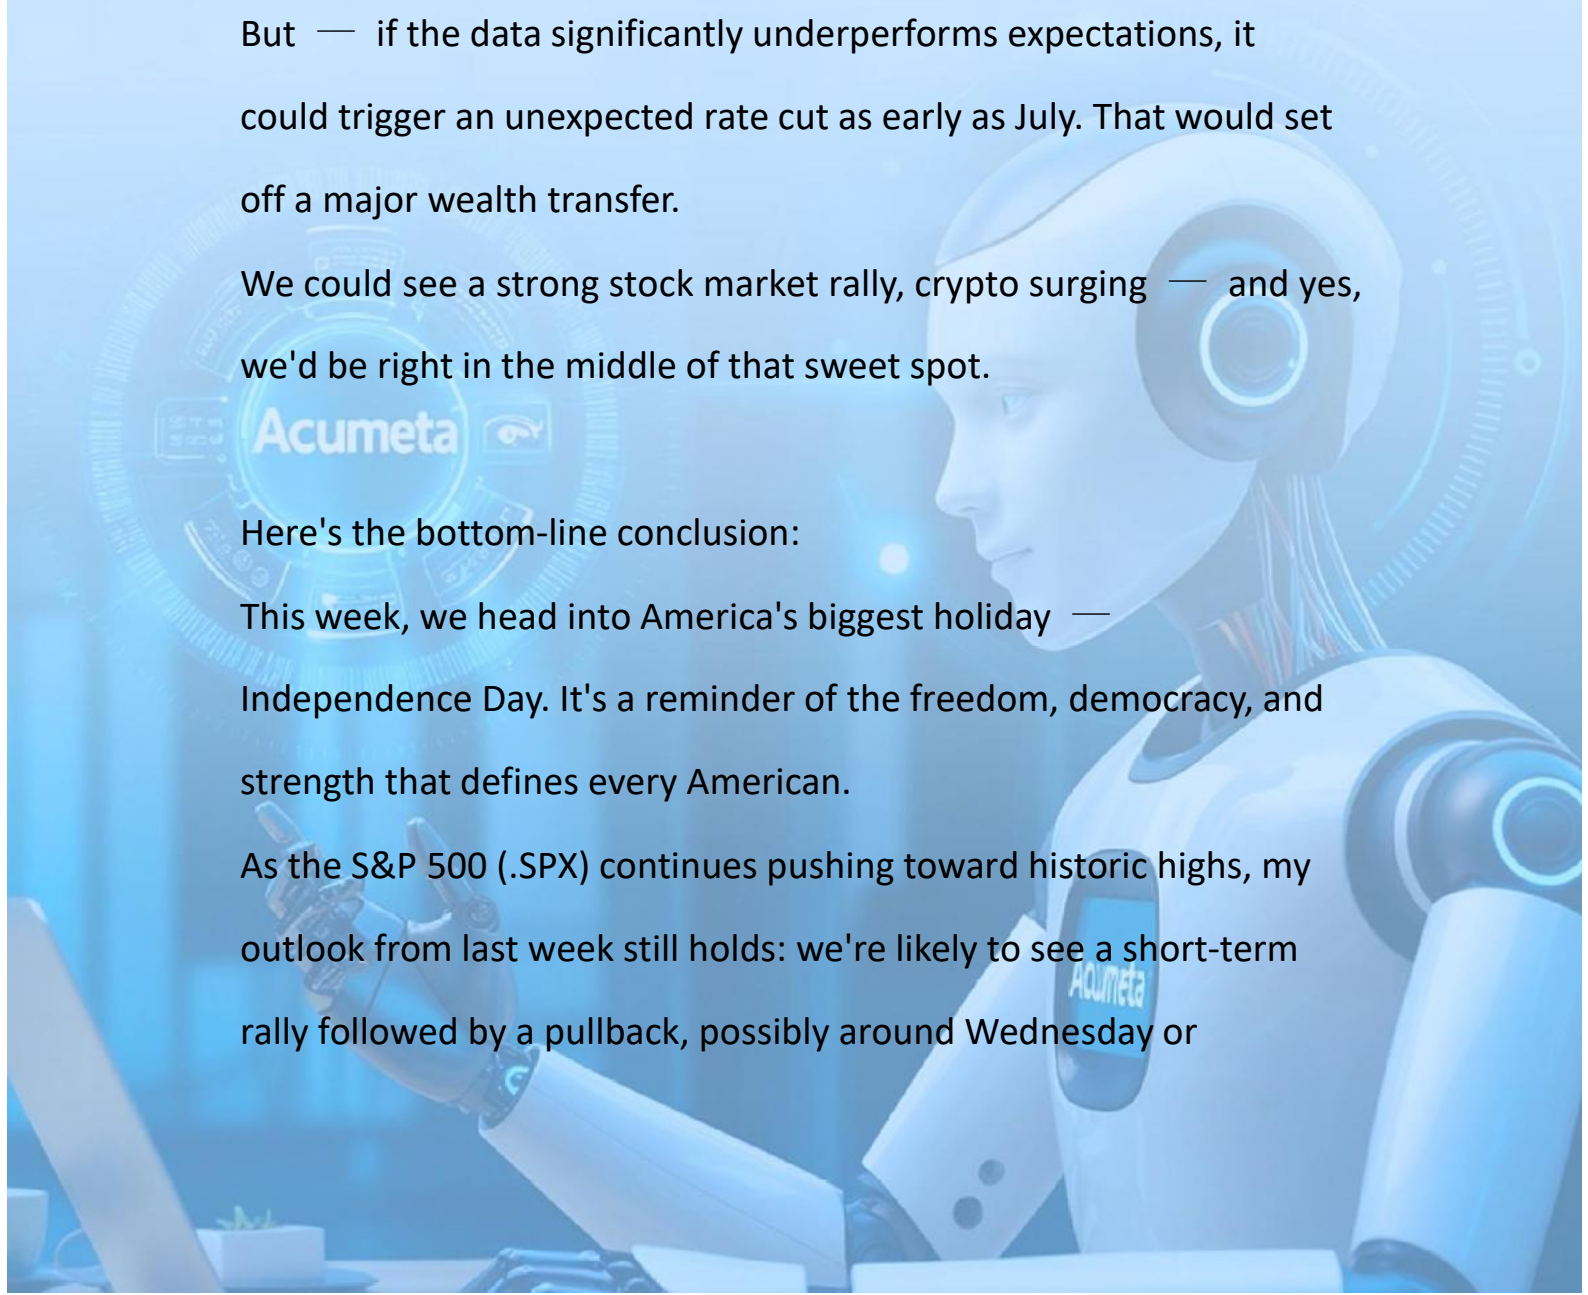 But — if the data significantly underperforms expectations, it
could trigger an unexpected rate cut as early as July. That would set
off a major wealth transfer.
We could see a strong stock market rally, crypto surging — and yes,
we'd be right in the middle of that sweet spot.
Acumeta
Here's the bottom-line conclusion:
This week, we head into America's biggest holiday —
Independence Day. It's a reminder of the freedom, democracy, and
strength that defines every American.
As the S&P 500 (.SPX) continues pushing toward historic highs, my
outlook from last week still holds: we're likely to see a short-term
Acumeta
rally followed by a pullback, possibly around Wednesday or